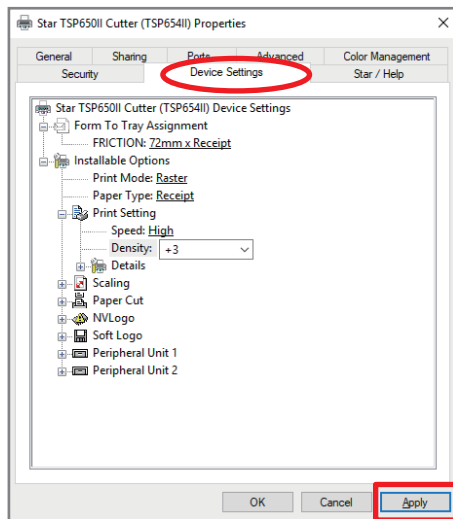 Star TSP650II Cutter (TSP654II) Properties
General Sharing Ports Advanced Color Management
Security Device Settings Star / Help
Star TSP650II Cutter (TSP654II) Device Settings
Form To Tray Assignment
FRICTION: 72mm x Receipt
Installable Options
Print Mode: Raster
Paper Type: Receipt
Print Setting
Speed: High
Density: +3
Details
Scaling
Paper Cut
NVLogo
Soft Logo
Peripheral Unit 1
Peripheral Unit 2
OK Cancel Apply